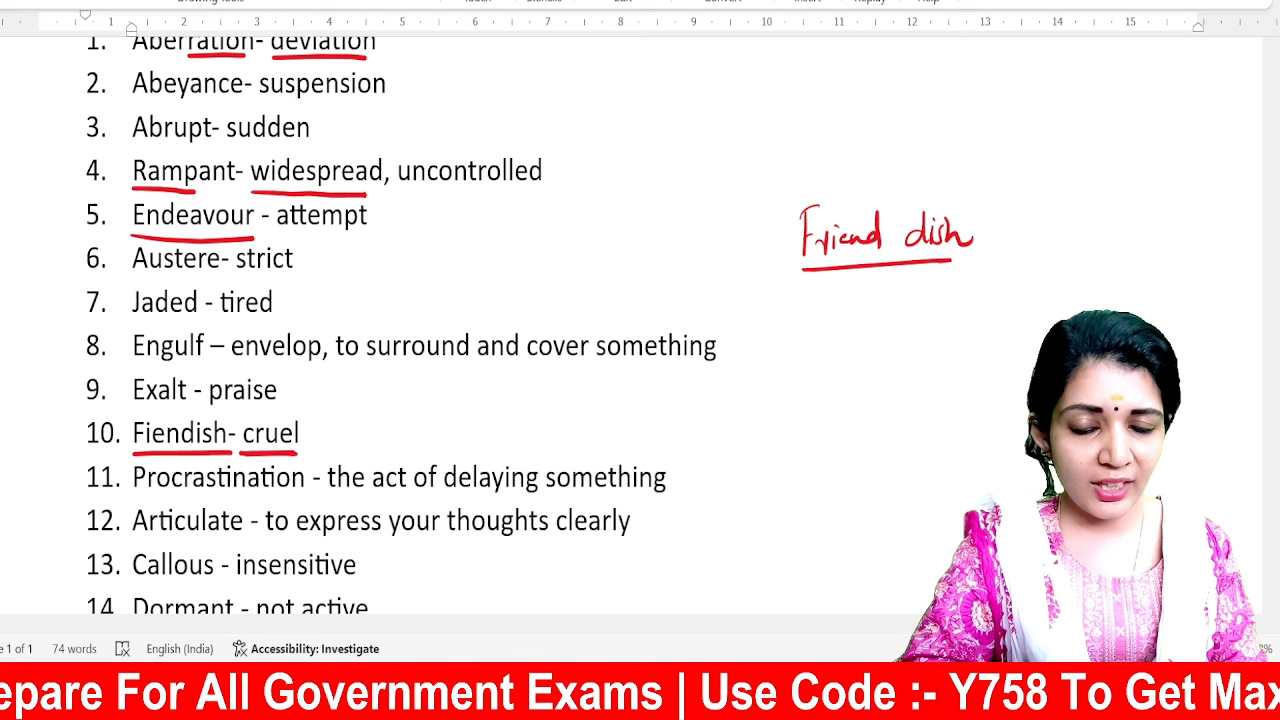 1. Aberration- deviation
2. Abeyance- suspension
3. Abrupt- sudden
4. Rampant- widespread, uncontrolled
5. Endeavour - attempt
Friend dish
6. Austere- strict
7. Jaded - tired
8. Engulf – envelop, to surround and cover something
9. Exalt - praise
10. Fiendish- cruel
11. Procrastination - the act of delaying something
12. Articulate - to express your thoughts clearly
13. Callous - insensitive
14. Dormant - not active
1 of 1 74 words English (India) Accessibility: Investigate
epare For All Government Exams | Use Code :- Y758 To Get Max